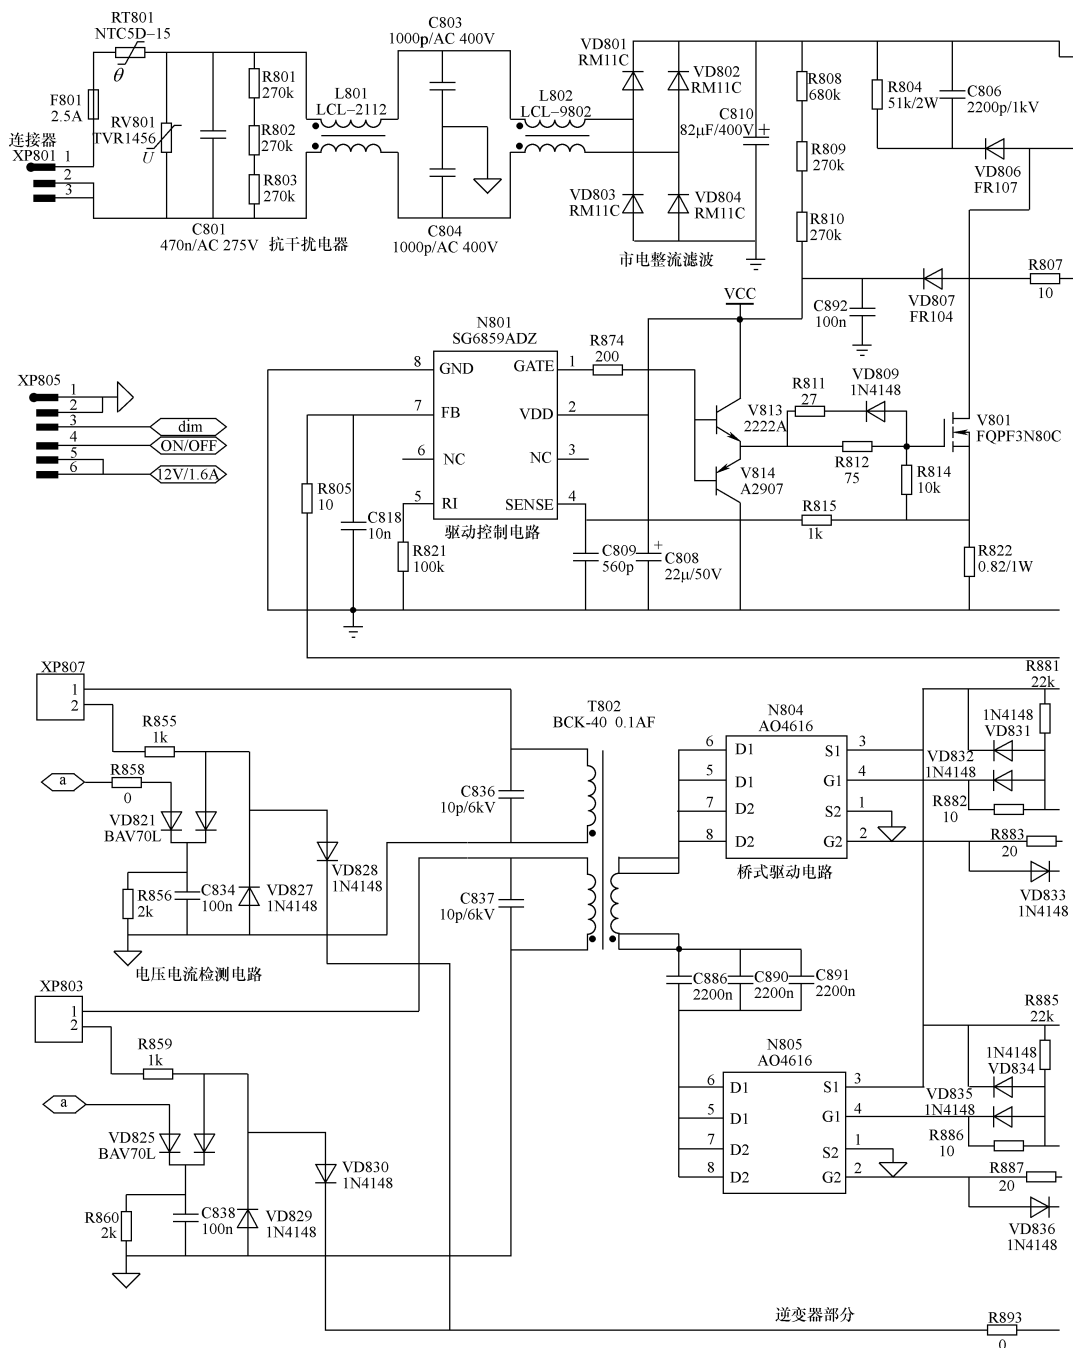 RT801
NTC5D-15
θ
F801
2.5A
RV801
TVR1456
U
连接器
XP801
1
2
3
C801
470n/AC 275V
抗干扰电器
R801
270k
R802
270k
R803
270k
L801
LCL-2112
C803
1000p/AC 400V
C804
1000p/AC 400V
L802
LCL-9802
VD801
RM11C
VD802
RM11C
VD803
RM11C
VD804
RM11C
市电整流滤波
C810
82μF/400V
+
R808
680k
R809
270k
R810
270k
R804
51k/2W
C806
2200p/1kV
VD806
FR107
VD807
FR104
R807
10
C892
100n
VCC
XP805
1
2
3
4
5
6
dim
ON/OFF
12V/1.6A
N801
SG6859ADZ
8
GND
GATE
1
7
FB
VDD
2
6
NC
NC
3
5
RI
SENSE
4
驱动控制电路
R874
200
R805
10
C818
10n
R821
100k
C809
560p
+
C808
22μ/50V
V813
2222A
V814
A2907
R811
27
VD809
1N4148
R812
75
R814
10k
R815
1k
V801
FQPF3N80C
R822
0.82/1W
XP807
1
2
R855
1k
a
R858
0
VD821
BAV70L
R856
2k
C834
100n
VD827
1N4148
VD828
1N4148
电压电流检测电路
C836
10p/6kV
C837
10p/6kV
T802
BCK-40 0.1AF
N804
AO4616
6
D1
S1
3
5
D1
G1
4
7
D2
S2
1
8
D2
G2
2
桥式驱动电路
R881
22k
1N4148
VD831
VD832
1N4148
R882
10
R883
20
VD833
1N4148
C886
2200n
C890
2200n
C891
2200n
XP803
1
2
R859
1k
a
VD825
BAV70L
R860
2k
C838
100n
VD829
1N4148
VD830
1N4148
N805
AO4616
6
D1
S1
3
5
D1
G1
4
7
D2
S2
1
8
D2
G2
2
R885
22k
1N4148
VD834
VD835
1N4148
R886
10
R887
20
VD836
1N4148
逆变器部分
R893
0